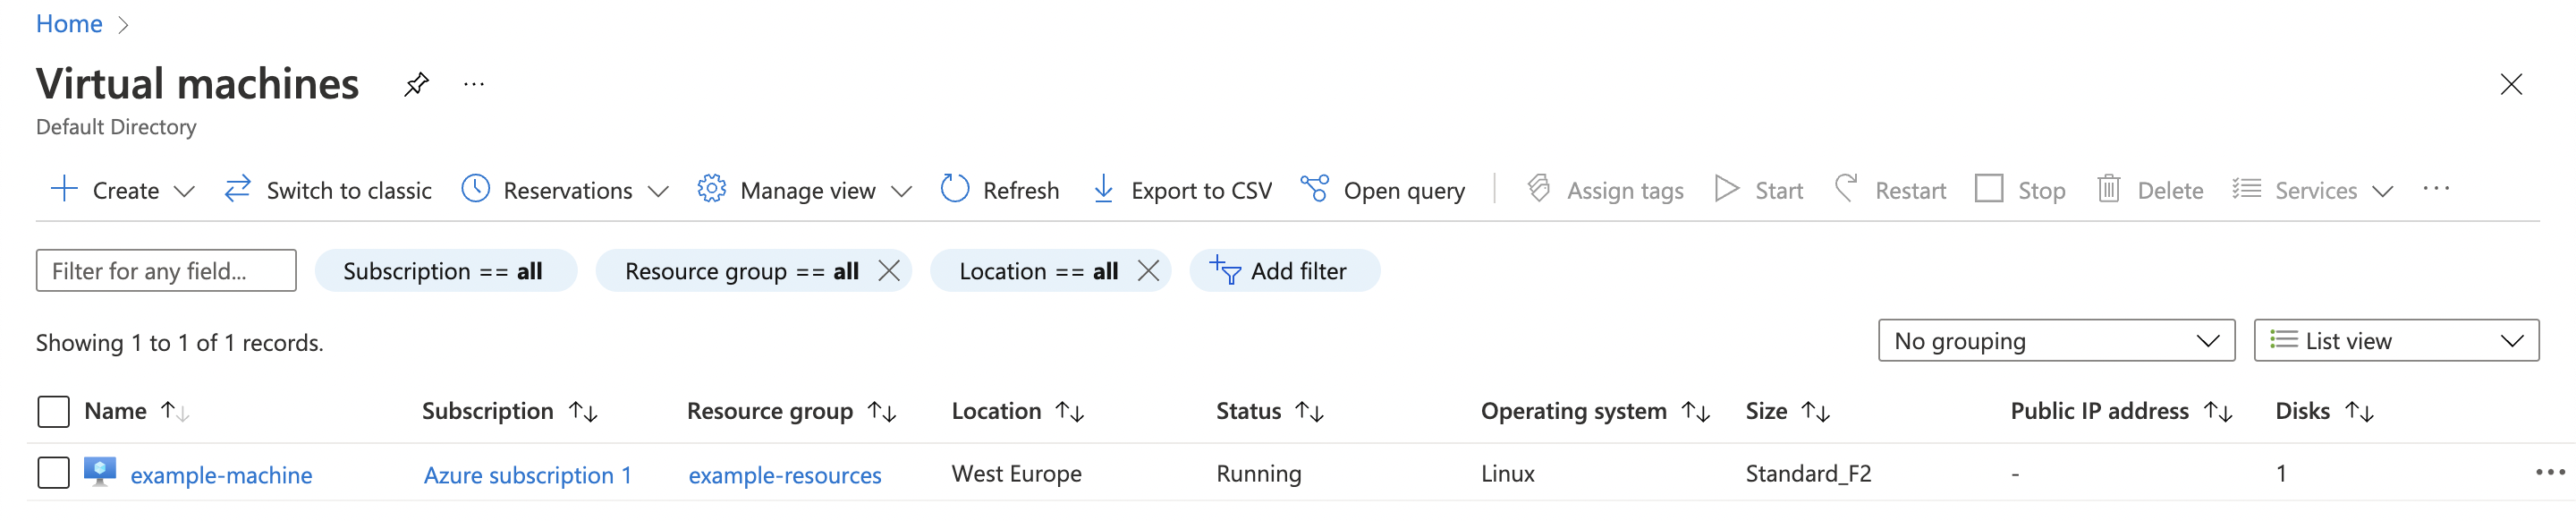 Home
Virtual machines
Default Directory
Create Switch to classic Reservations Manage view Refresh Export to CSV Open query Assign tags Start Restart Stop Delete Services
Filter for any field... Subscription == all Resource group == all Location == all Add filter
Showing 1 to 1 of 1 records. No grouping List view
Name Subscription Resource group Location Status Operating system Size Public IP address Disks
example-machine Azure subscription 1 example-resources West Europe Running Linux Standard_F2 - 1